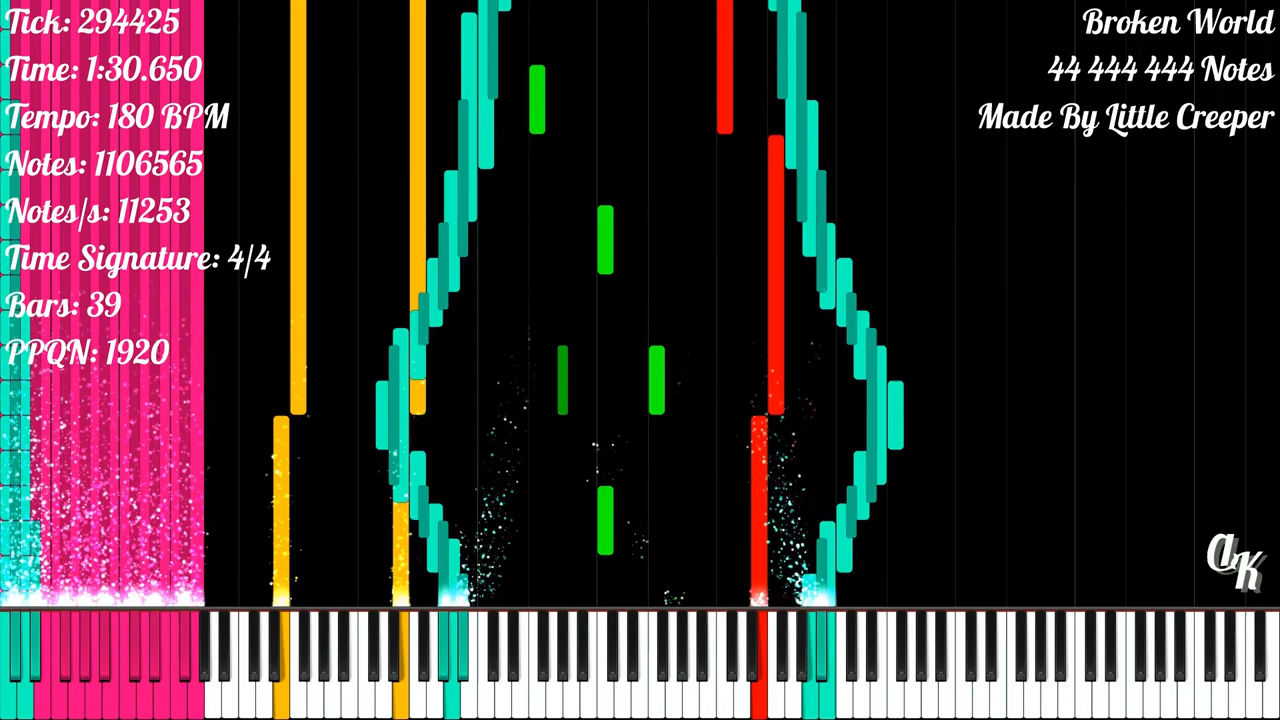 Tick: 294425
Time: 1:30.650
Tempo: 180 BPM
Notes: 1106565
Notes/s: 11253
Time Signature: 4/4
Bars: 39
PPQN: 1920
Broken World
44 444 444 Notes
Made By Little Creeper
AK